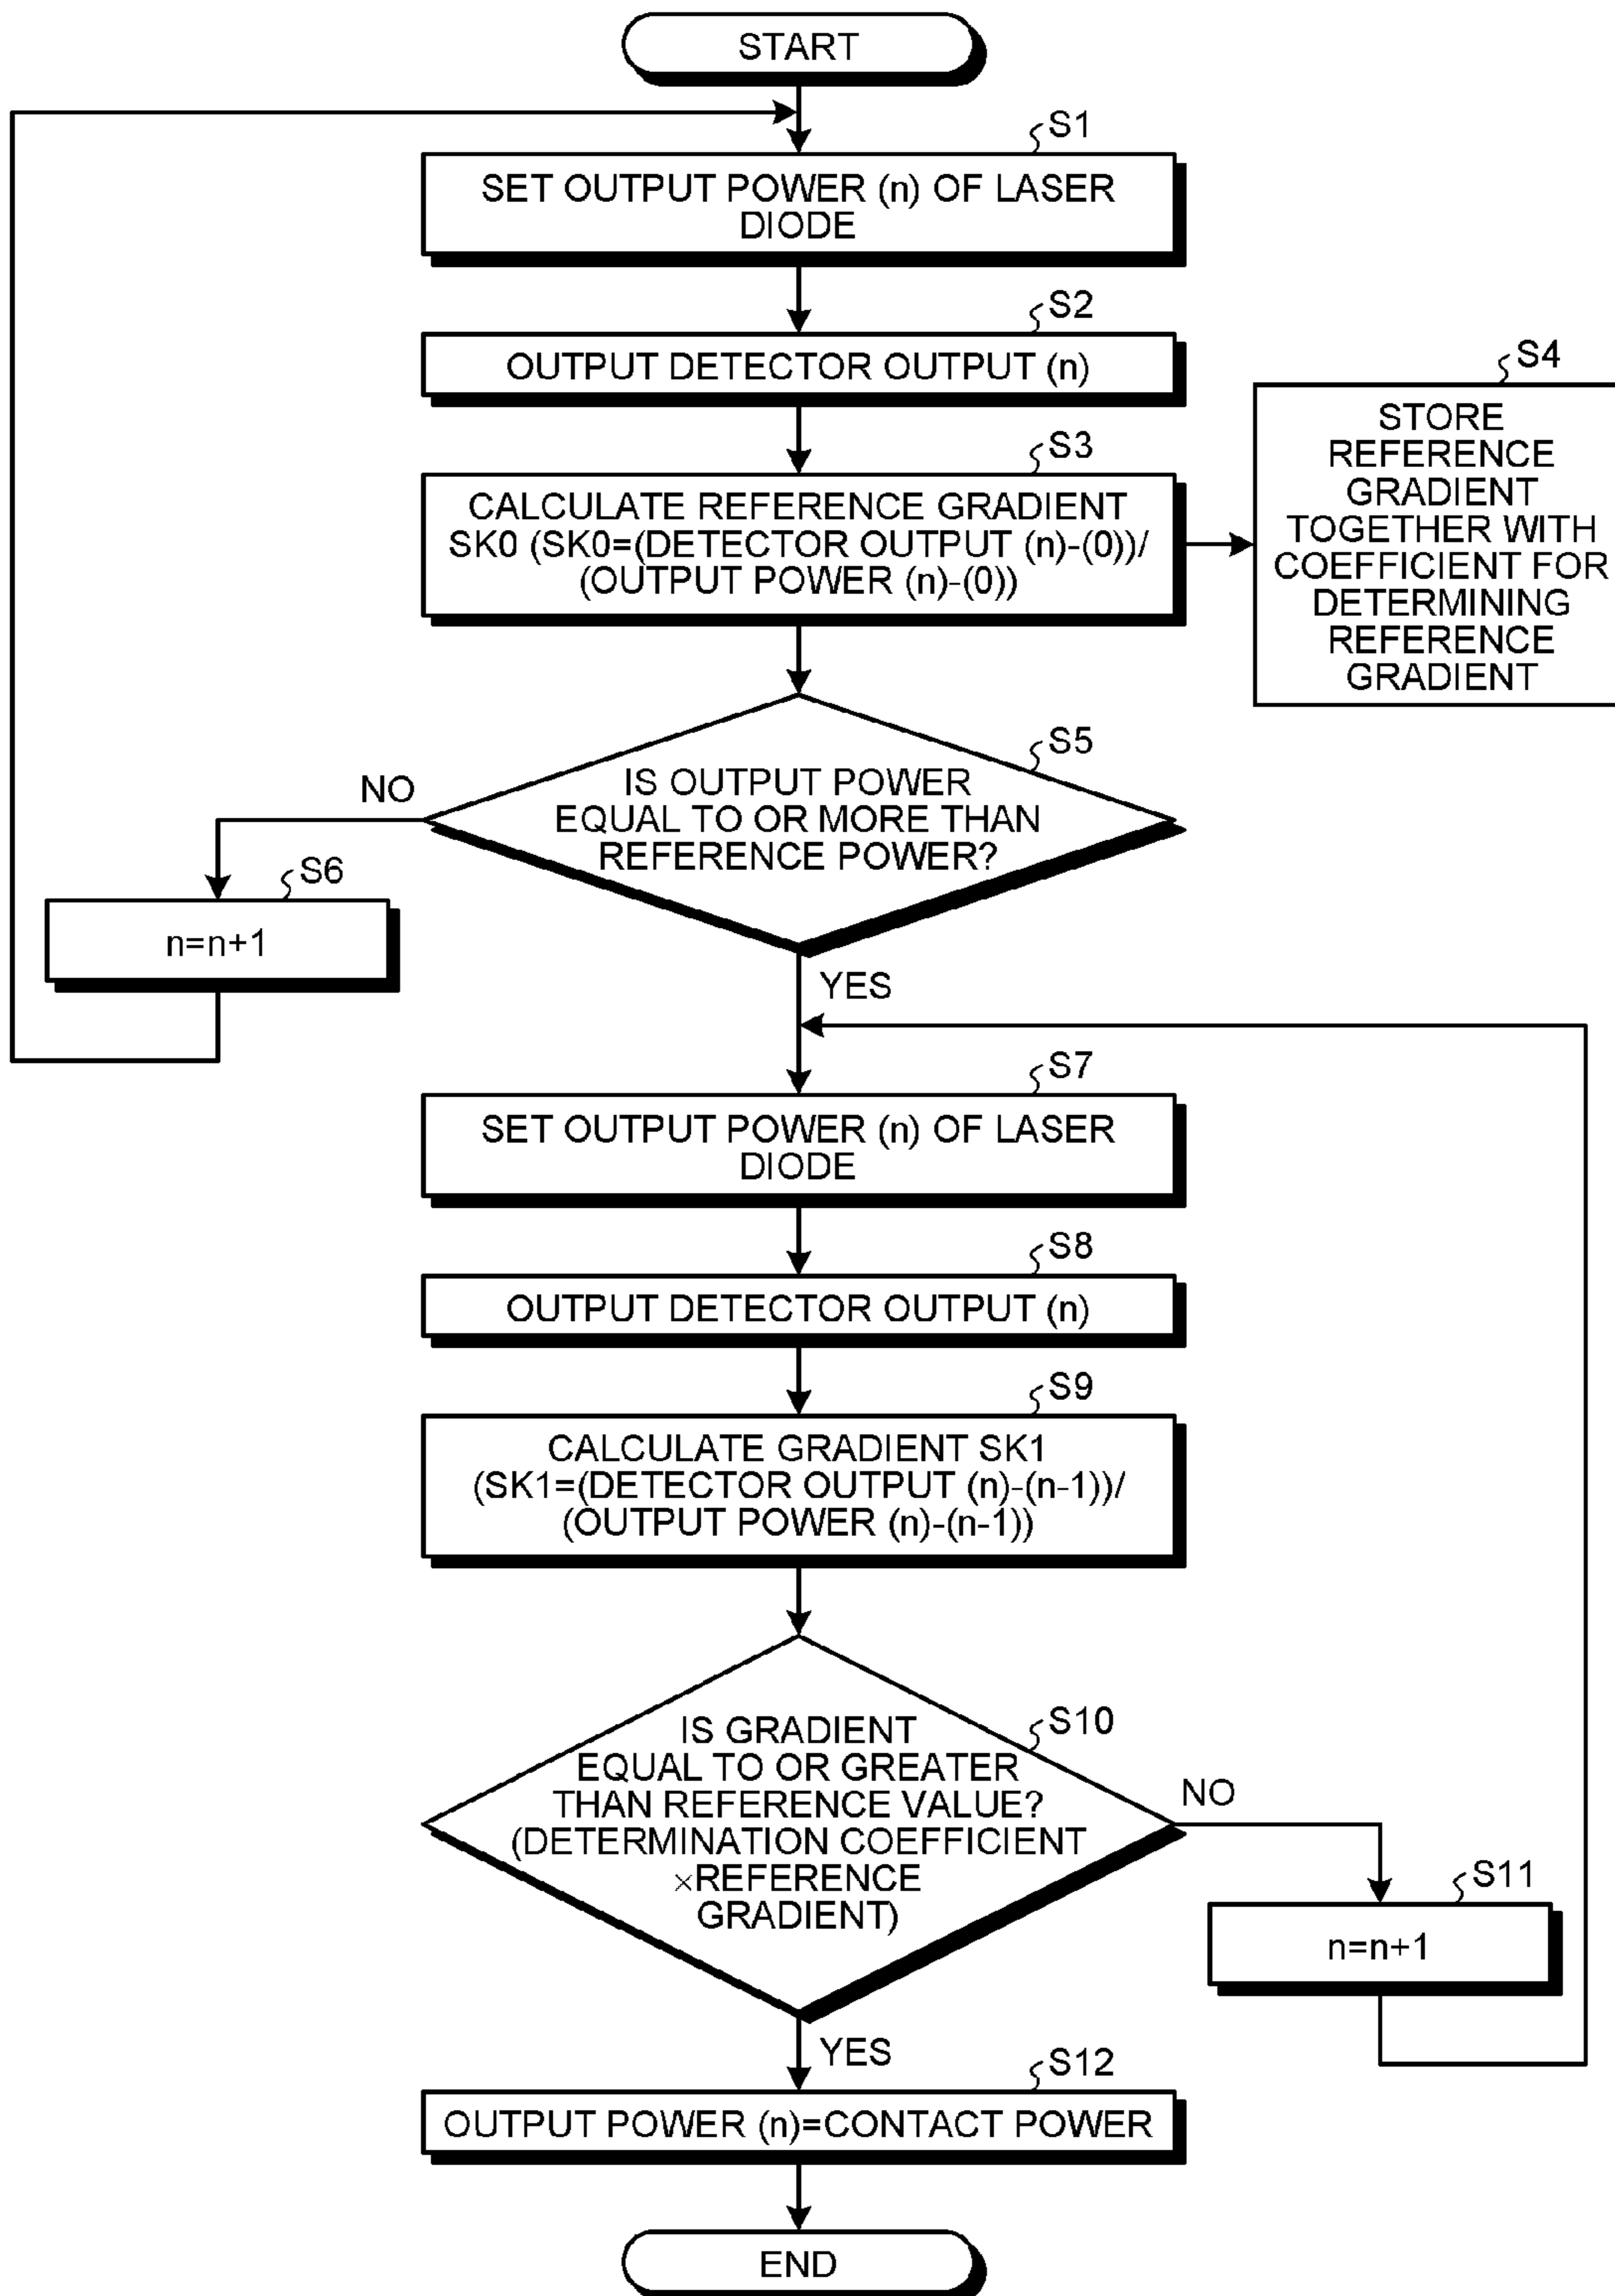 START
S1
SET OUTPUT POWER (n) OF LASER
DIODE
S2
OUTPUT DETECTOR OUTPUT (n)
S3
CALCULATE REFERENCE GRADIENT
SK0 (SK0=(DETECTOR OUTPUT (n)-(0))/
(OUTPUT POWER (n)-(0))
S4
STORE
REFERENCE
GRADIENT
TOGETHER WITH
COEFFICIENT FOR
DETERMINING
REFERENCE
GRADIENT
S5
IS OUTPUT POWER
EQUAL TO OR MORE THAN
REFERENCE POWER?
NO
S6
n=n+1
YES
S7
SET OUTPUT POWER (n) OF LASER
DIODE
S8
OUTPUT DETECTOR OUTPUT (n)
S9
CALCULATE GRADIENT SK1
(SK1=(DETECTOR OUTPUT (n)-(n-1))/
(OUTPUT POWER (n)-(n-1))
S10
IS GRADIENT
EQUAL TO OR GREATER
THAN REFERENCE VALUE?
(DETERMINATION COEFFICIENT
×REFERENCE
GRADIENT)
NO
S11
n=n+1
YES
S12
OUTPUT POWER (n)=CONTACT POWER
END